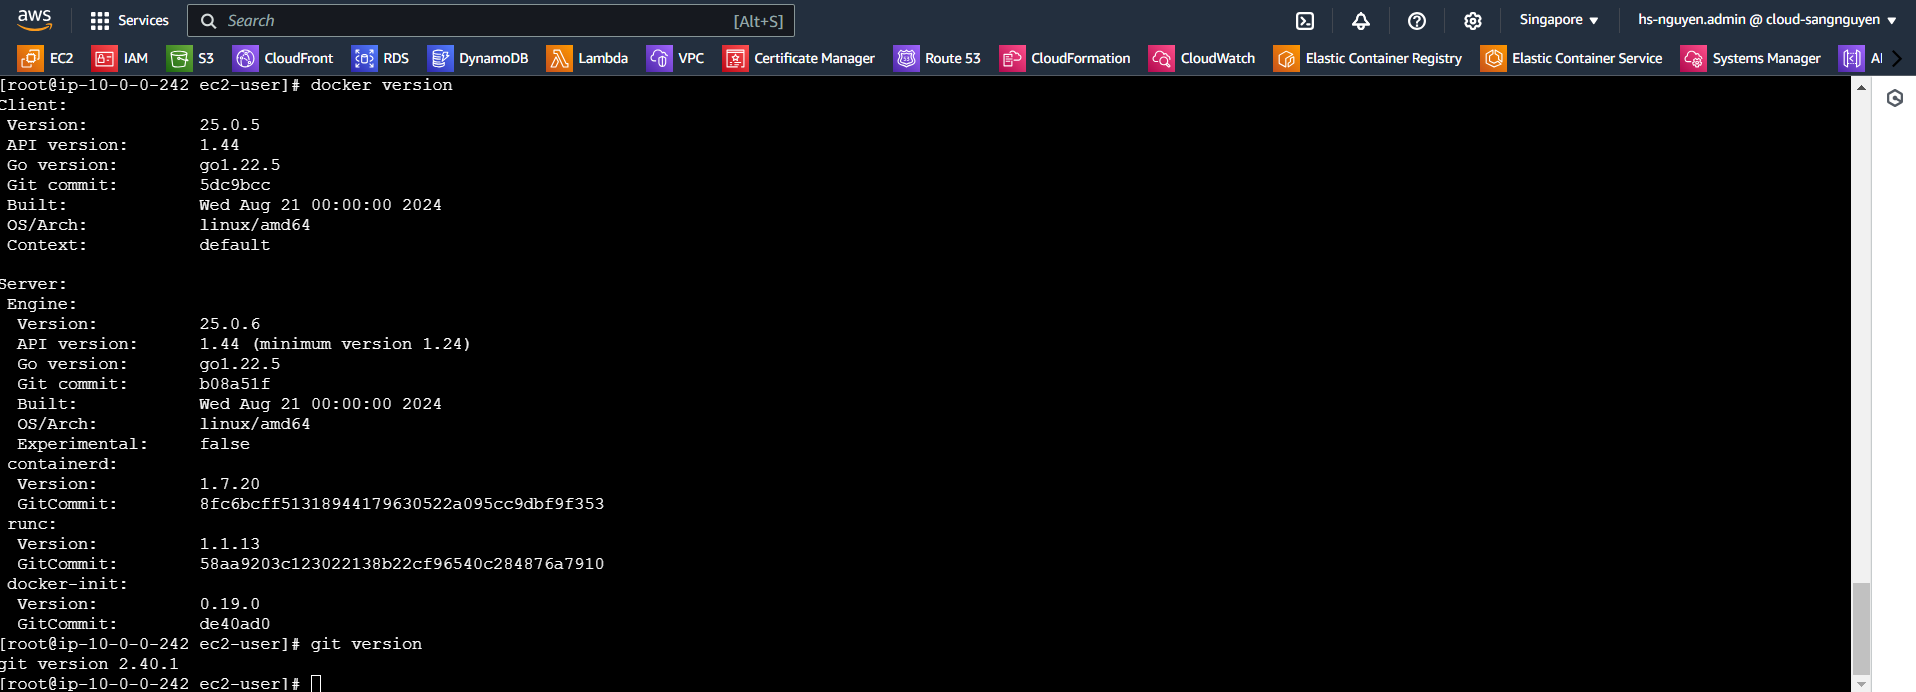 aws Services Search [Alt+S] Singapore hs-nguyen.admin @ cloud-sangnguyen
EC2 IAM S3 CloudFront RDS DynamoDB Lambda VPC Certificate Manager Route 53 CloudFormation CloudWatch Elastic Container Registry Elastic Container Service Systems Manager
[root@ip-10-0-0-242 ec2-user]# docker version
Client:
Version: 25.0.5
API version: 1.44
Go version: go1.22.5
Git commit: 5dc9bcc
Built: Wed Aug 21 00:00:00 2024
OS/Arch: linux/amd64
Context: default
Server:
Engine:
Version: 25.0.6
API version: 1.44 (minimum version 1.24)
Go version: go1.22.5
Git commit: b08a51f
Built: Wed Aug 21 00:00:00 2024
OS/Arch: linux/amd64
Experimental: false
containerd:
Version: 1.7.20
GitCommit: 8fc6bcff51318944179630522a095cc9dbf9f353
runc:
Version: 1.1.13
GitCommit: 58aa9203c123022138b22cf96540c284876a7910
docker-init:
Version: 0.19.0
GitCommit: de40ad0
[root@ip-10-0-0-242 ec2-user]# git version
git version 2.40.1
[root@ip-10-0-0-242 ec2-user]#